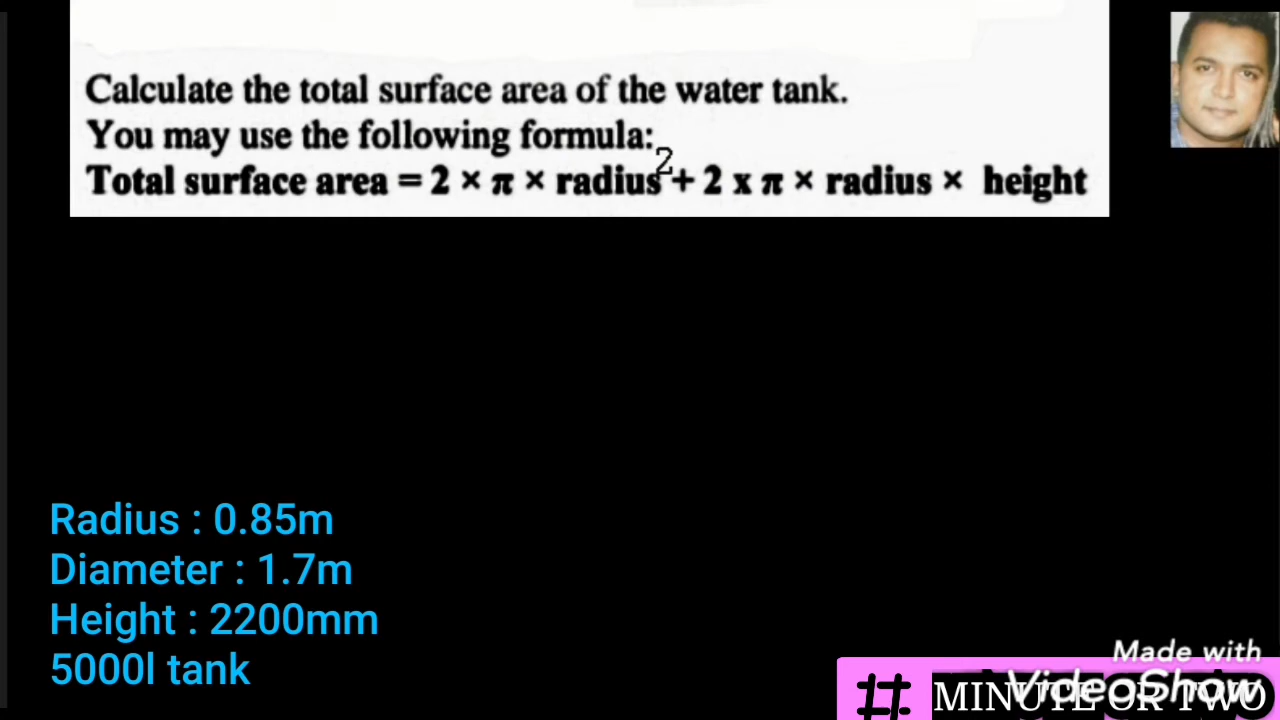 Calculate the total surface area of the water tank.
You may use the following formula:
Total surface area = 2 × π × radius² + 2 x π × radius × height
Radius : 0.85m
Diameter : 1.7m
Height : 2200mm
5000l tank
Made with
VideoShow
# MINUTE OR TWO